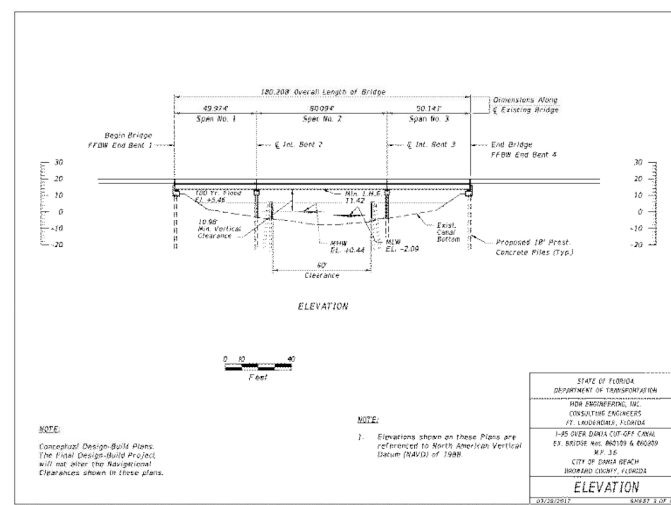 180.208' Overall Length of Bridge
49.974'
80.094'
50.141'
Span No. 1
Span No. 2
Span No. 3
Dimensions Along
℄ Existing Bridge
Begin Bridge
FFBW End Bent 1
℄ Int. Bent 2
℄ Int. Bent 3
End Bridge
FFBW End Bent 4
30
20
10
0
-10
-20
30
20
10
0
-10
-20
100 Yr. Flood
EL. +5.46
Min.
11.42
10.98'
Min. Vertical
Clearance
MHW
EL. +0.44
MLW
EL. -2.09
Exist.
Canal
Bottom
Proposed 18" Prest.
Concrete Piles (Typ.)
60'
Clearance
ELEVATION
0 10 40
Feet
NOTE:
Conceptual Design-Build Plans.
The Final Design-Build Project
will not alter the Navigational
Clearances shown in these plans.
NOTE:
1. Elevations shown on these Plans are
referenced to North American Vertical
Datum (NAVD) of 1988.
STATE OF FLORIDA
DEPARTMENT OF TRANSPORTATION
ENGINEERING, INC.
CONSULTING ENGINEERS
FT. LAUDERDALE, FLORIDA
I-95 OVER DANIA CUT-OFF CANAL
EX. BRIDGE Nos. 860109 & 860209
M.P. 3.6
CITY OF DANIA BEACH
BROWARD COUNTY, FLORIDA
ELEVATION
03/28/2017
SHEET 3 OF